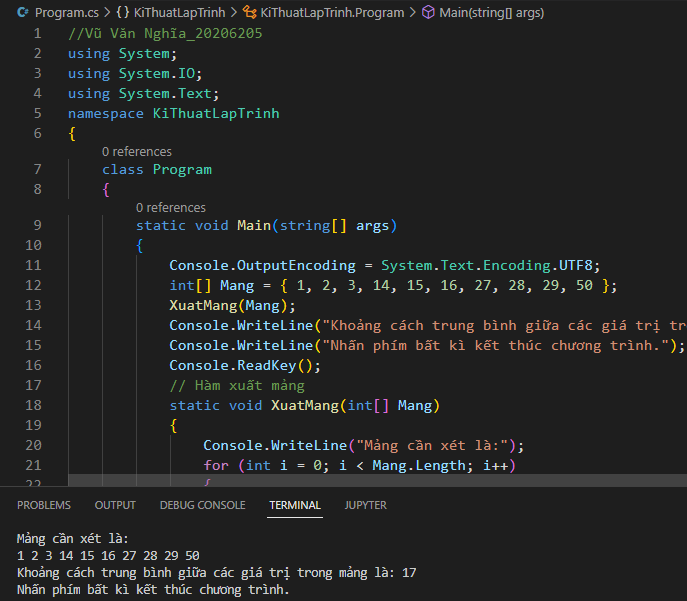 Program.cs > {} KiThuatLapTrinh > KiThuatLapTrinh.Program > Main(string[] args)
1 //Vũ Văn Nghĩa_20206205
2 using System;
3 using System.IO;
4 using System.Text;
5 namespace KiThuatLapTrinh
6 {
0 references
7 class Program
8 {
0 references
9 static void Main(string[] args)
10 {
11 Console.OutputEncoding = System.Text.Encoding.UTF8;
12 int[] Mang = { 1, 2, 3, 14, 15, 16, 27, 28, 29, 50 };
13 XuatMang(Mang);
14 Console.WriteLine("Khoảng cách trung bình giữa các giá trị tr
15 Console.WriteLine("Nhấn phím bất kì kết thúc chương trình.");
16 Console.ReadKey();
17 // Hàm xuất mảng
18 static void XuatMang(int[] Mang)
19 {
20 Console.WriteLine("Mảng cần xét là:");
21 for (int i = 0; i < Mang.Length; i++)
22 {
PROBLEMS OUTPUT DEBUG CONSOLE TERMINAL JUPYTER
Mảng cần xét là:
1 2 3 14 15 16 27 28 29 50
Khoảng cách trung bình giữa các giá trị trong mảng là: 17
Nhấn phím bất kì kết thúc chương trình.